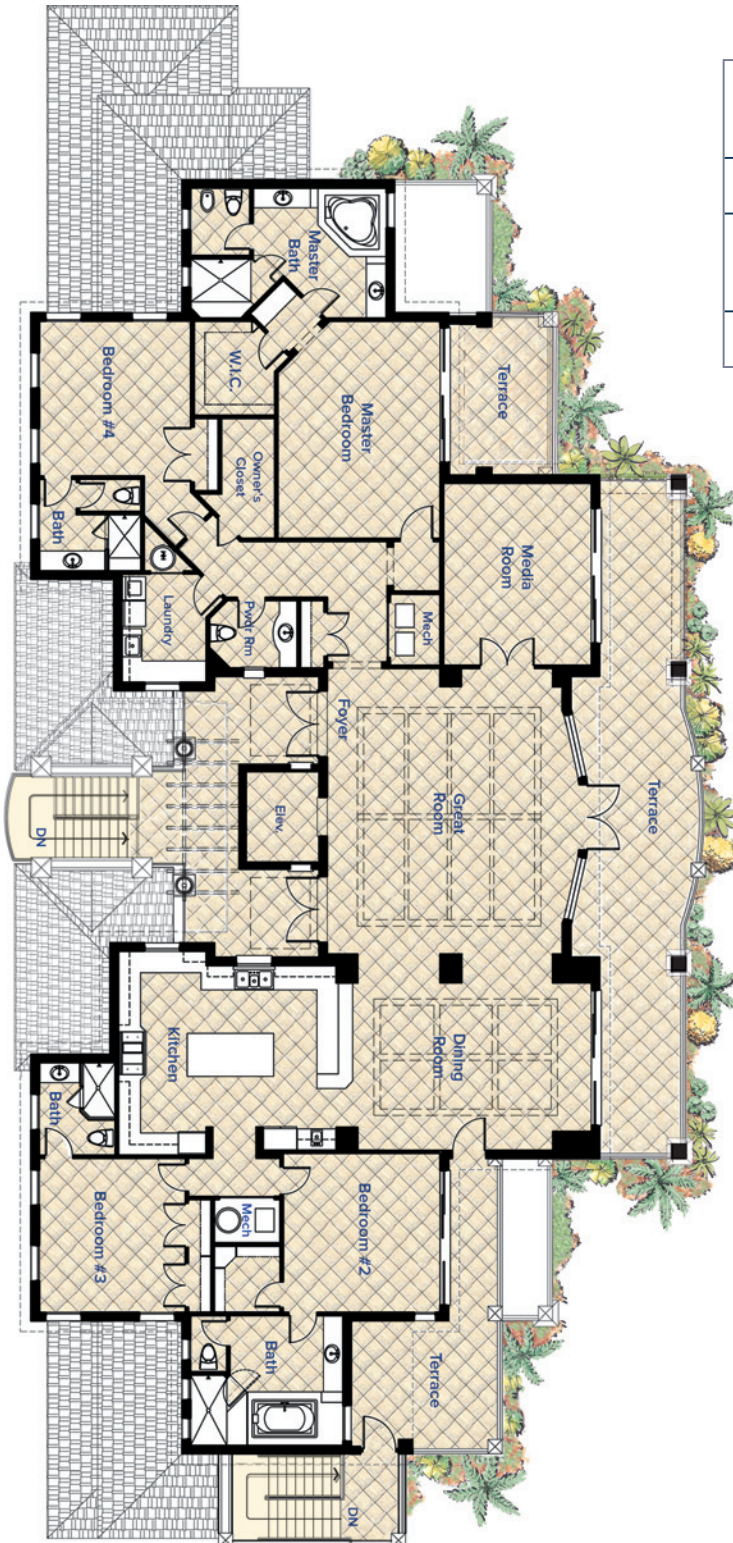 Master
Bath
Terrace
W.I.C.
Master
Bedroom
Bedroom #4
Owner's
Closet
Bath
Media
Room
Laundry
Pwdr Rm
Mech
Foyer
Great
Room
Terrace
Elev.
DN
Kitchen
Dining
Room
Bath
Bedroom #3
Mech
Bedroom #2
Bath
Terrace
DN